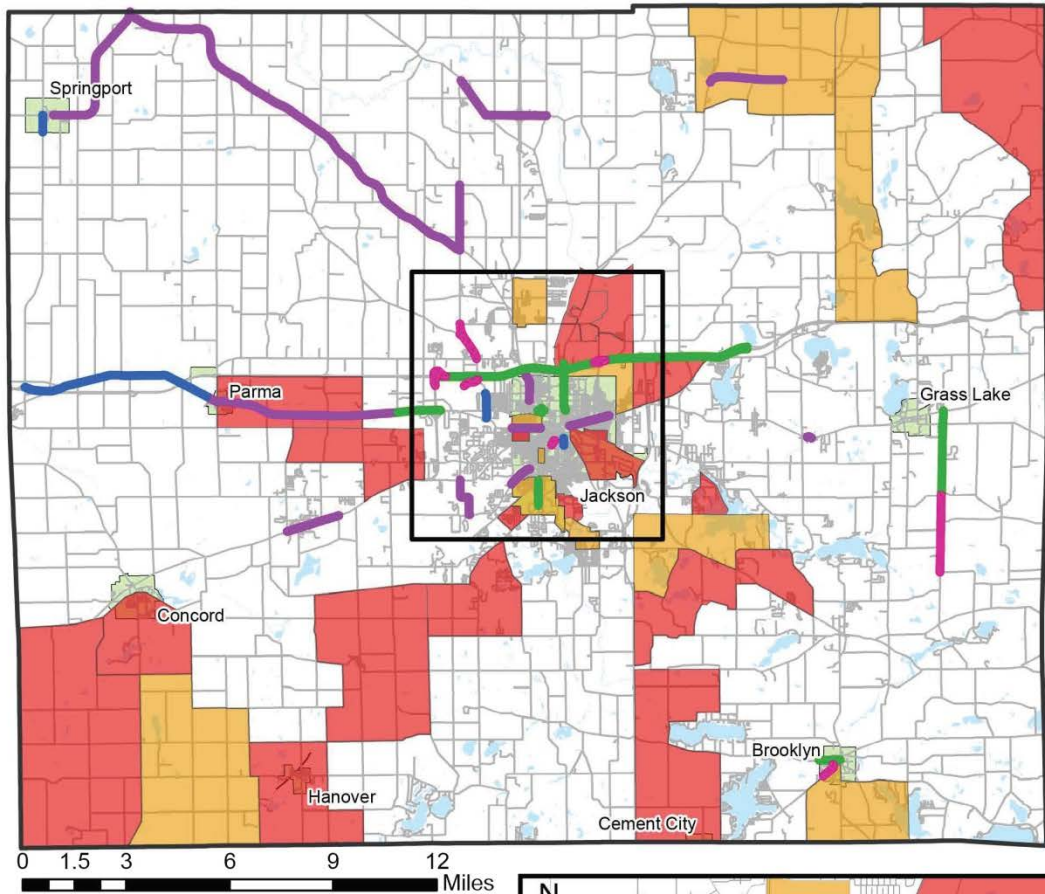 Springport
Parma
Grass Lake
Jackson
Concord
Brooklyn
Hanover
Cement City
0 1.5 3 6 9 12
Miles
N